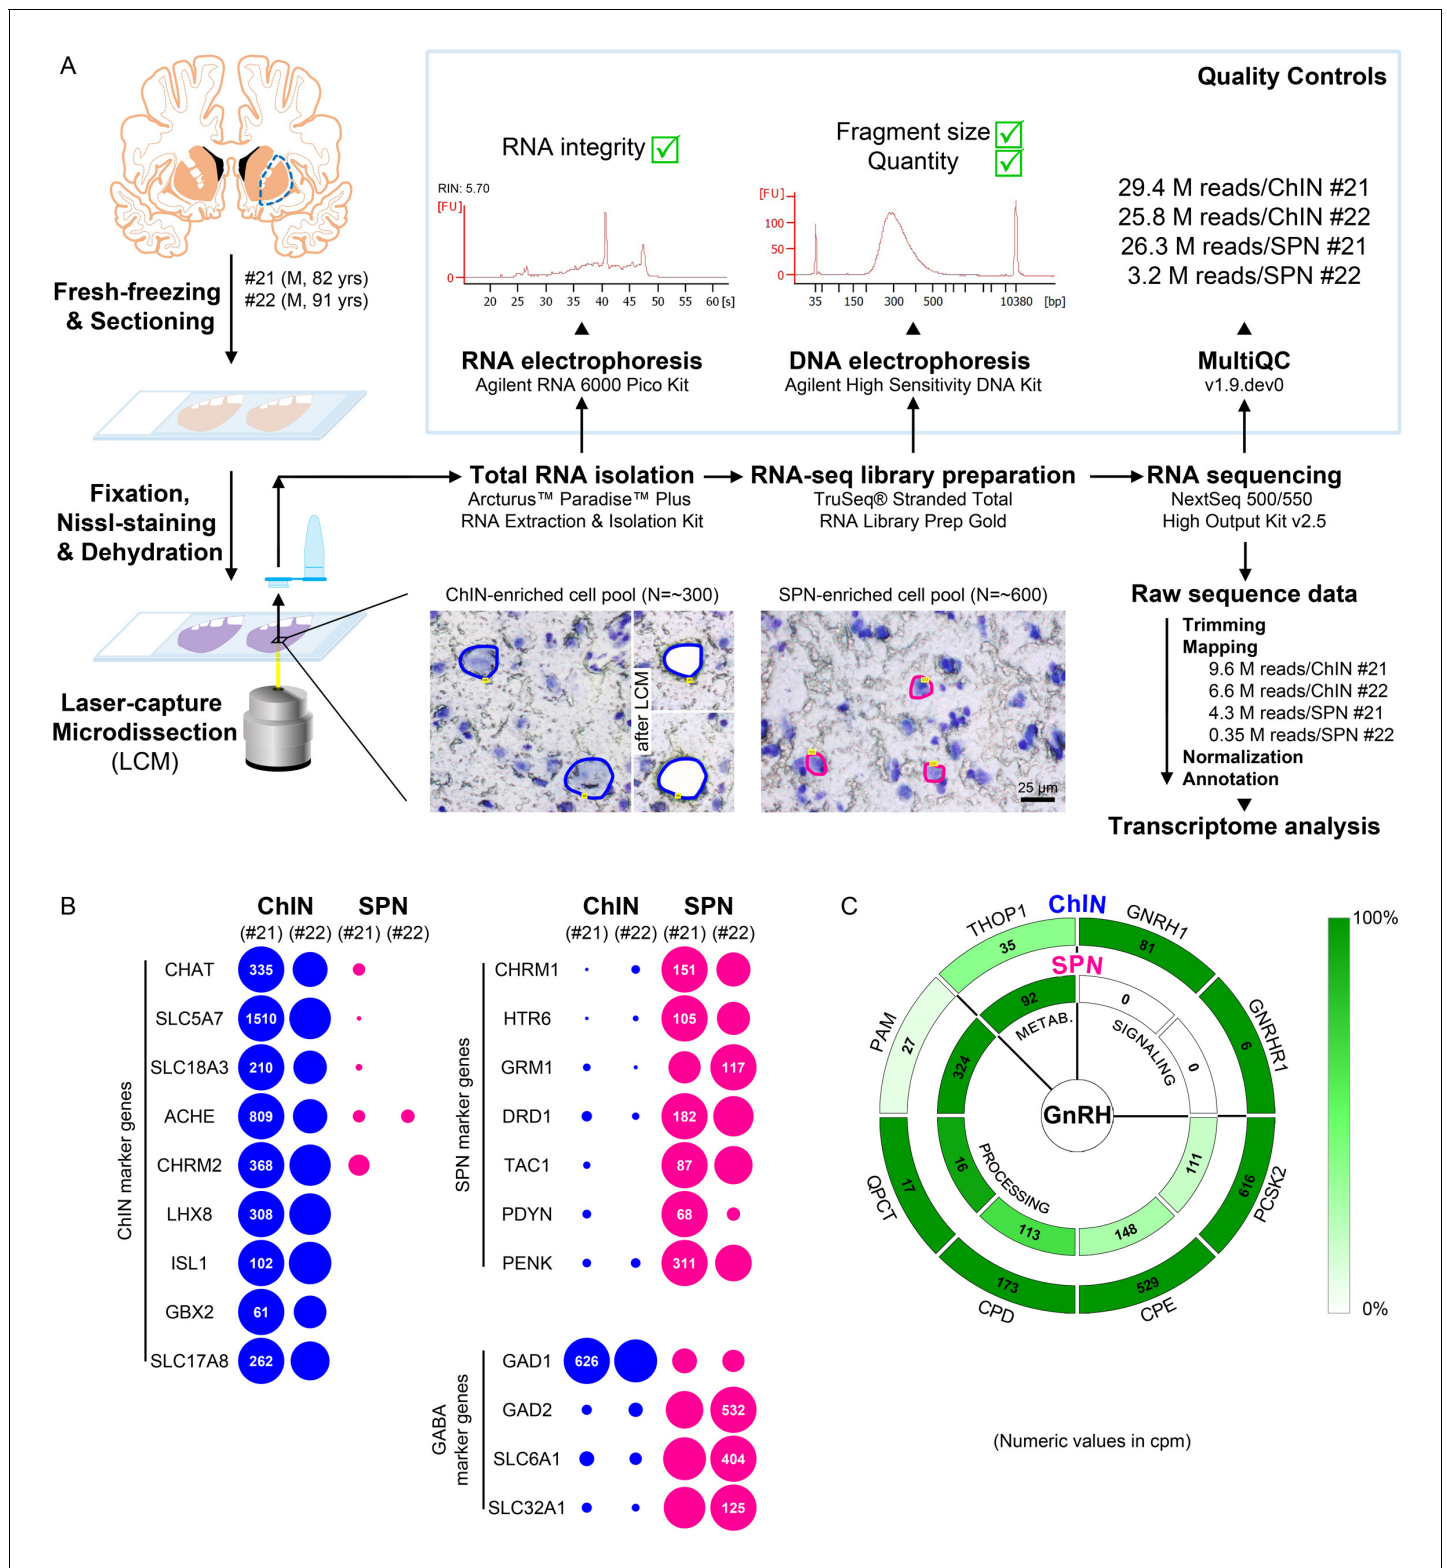 A
Quality Controls
RNA integrity
Fragment size
Quantity
RIN: 5.70
[FU]
0
20 25 30 35 40 45 50 55 60 [s]
[FU]
100
50
0
35 150 300 500 10380 [bp]
29.4 M reads/ChIN #21
25.8 M reads/ChIN #22
26.3 M reads/SPN #21
3.2 M reads/SPN #22
#21 (M, 82 yrs)
#22 (M, 91 yrs)
Fresh-freezing
& Sectioning
RNA electrophoresis
Agilent RNA 6000 Pico Kit
DNA electrophoresis
Agilent High Sensitivity DNA Kit
MultiQC
v1.9.dev0
Fixation,
Nissl-staining
& Dehydration
Total RNA isolation
Arcturus™ Paradise™ Plus
RNA Extraction & Isolation Kit
RNA-seq library preparation
TruSeq® Stranded Total
RNA Library Prep Gold
RNA sequencing
NextSeq 500/550
High Output Kit v2.5
Laser-capture
Microdissection
(LCM)
ChIN-enriched cell pool (N=~300)
after LCM
SPN-enriched cell pool (N=~600)
25 µm
Raw sequence data
Trimming
Mapping
9.6 M reads/ChIN #21
6.6 M reads/ChIN #22
4.3 M reads/SPN #21
0.35 M reads/SPN #22
Normalization
Annotation
Transcriptome analysis
B
ChIN SPN
(#21) (#22) (#21) (#22)
ChIN marker genes
CHAT 335
SLC5A7 1510
SLC18A3 210
ACHE 809
CHRM2 368
LHX8 308
ISL1 102
GBX2 61
SLC17A8 262
ChIN SPN
(#21) (#22) (#21) (#22)
SPN marker genes
CHRM1 151
HTR6 105
GRM1 117
DRD1 182
TAC1 87
PDYN 68
PENK 311
GABA
marker genes
GAD1 626
GAD2 532
SLC6A1 404
SLC32A1 125
C
ChIN
SPN
GnRH
METAB.
SIGNALING
PROCESSING
THOP1 35
GNRH1 81
GNRHR1 6
PCSK2 616
CPE 529
CPD 173
QPCT 17
PAM 27
92
0
0
111
148
113
16
324
100%
0%
(Numeric values in cpm)